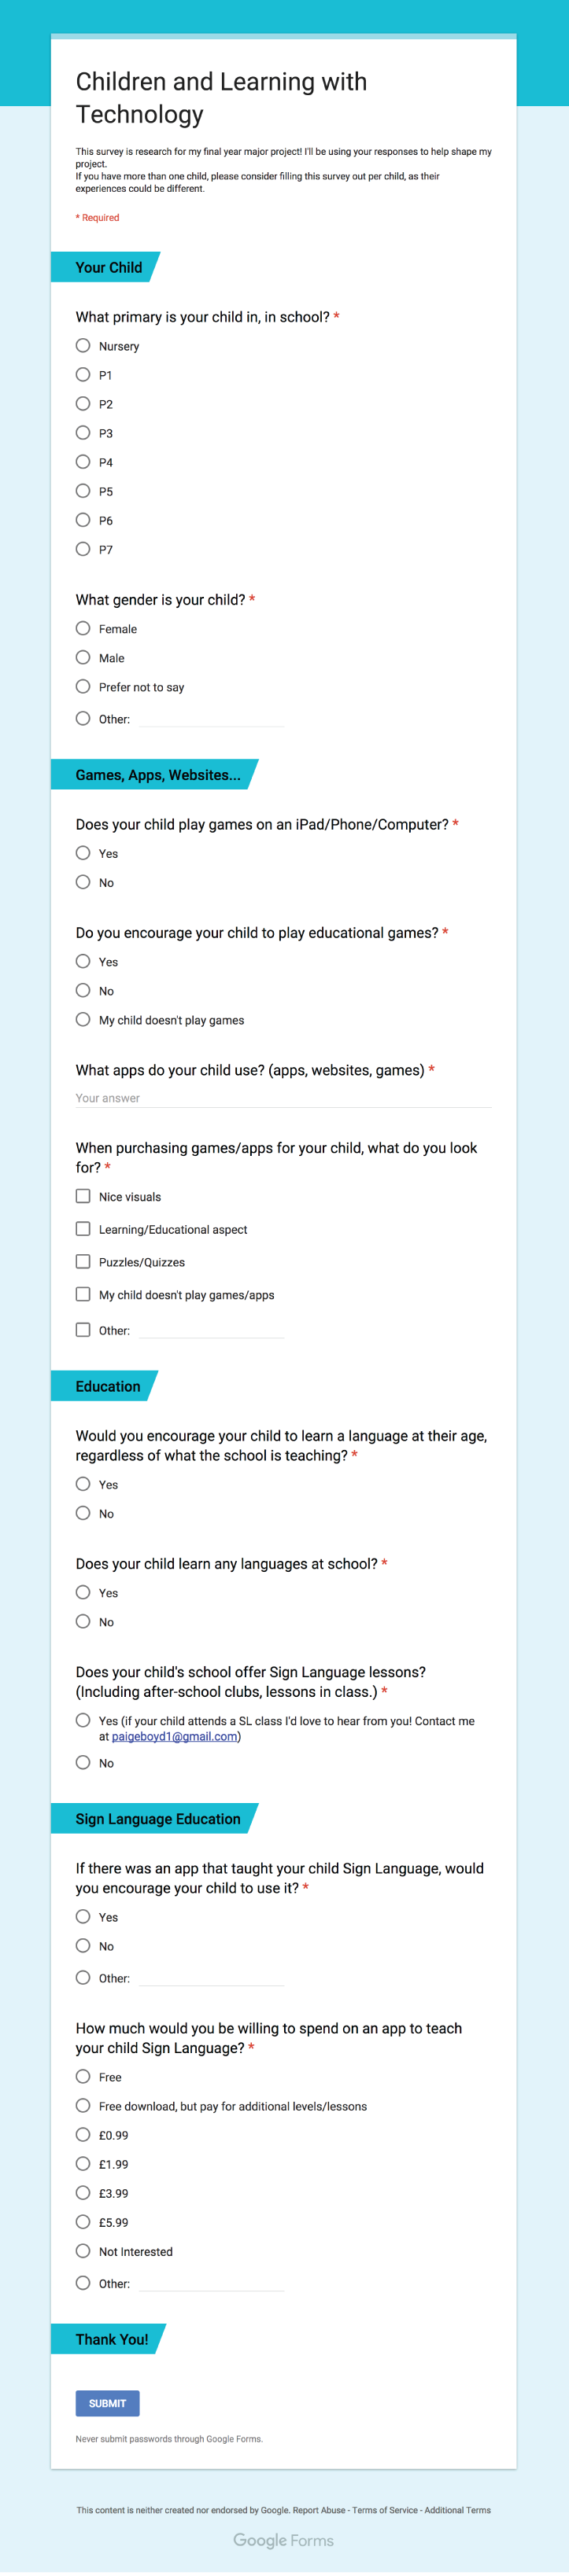 Children and Learning with
Technology
This survey is research for my final year major project! I'll be using your responses to help shape my
project.
If you have more than one child, please consider filling this survey out per child, as their
experiences could be different.
* Required
Your Child
What primary is your child in, in school? *
Nursery
P1
P2
P3
P4
P5
P6
P7
What gender is your child? *
Female
Male
Prefer not to say
Other:
Games, Apps, Websites...
Does your child play games on an iPad/Phone/Computer? *
Yes
No
Do you encourage your child to play educational games? *
Yes
No
My child doesn't play games
What apps do your child use? (apps, websites, games) *
Your answer
When purchasing games/apps for your child, what do you look
for? *
Nice visuals
Learning/Educational aspect
Puzzles/Quizzes
My child doesn't play games/apps
Other:
Education
Would you encourage your child to learn a language at their age,
regardless of what the school is teaching? *
Yes
No
Does your child learn any languages at school? *
Yes
No
Does your child's school offer Sign Language lessons?
(Including after-school clubs, lessons in class.) *
Yes (if your child attends a SL class I'd love to hear from you! Contact me
at paigeboyd1@gmail.com)
No
Sign Language Education
If there was an app that taught your child Sign Language, would
you encourage your child to use it? *
Yes
No
Other:
How much would you be willing to spend on an app to teach
your child Sign Language? *
Free
Free download, but pay for additional levels/lessons
£0.99
£1.99
£3.99
£5.99
Not Interested
Other:
Thank You!
SUBMIT
Never submit passwords through Google Forms.
This content is neither created nor endorsed by Google. Report Abuse - Terms of Service - Additional Terms
Google Forms